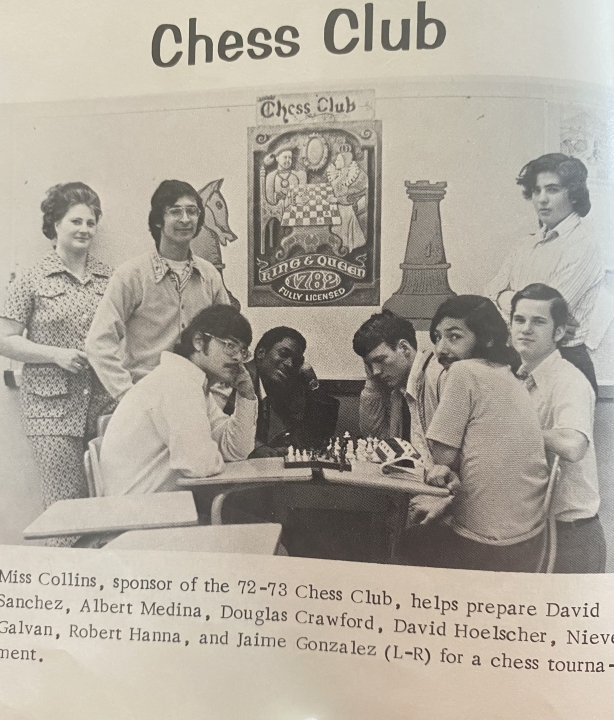 Chess Club
Chess Club
KING & QUEEN
1782
FULLY LICENSED
Miss Collins, sponsor of the 72-73 Chess Club, helps prepare David
Sanchez, Albert Medina, Douglas Crawford, David Hoelscher, Nieve
Galvan, Robert Hanna, and Jaime Gonzalez (L-R) for a chess tourna-
ment.